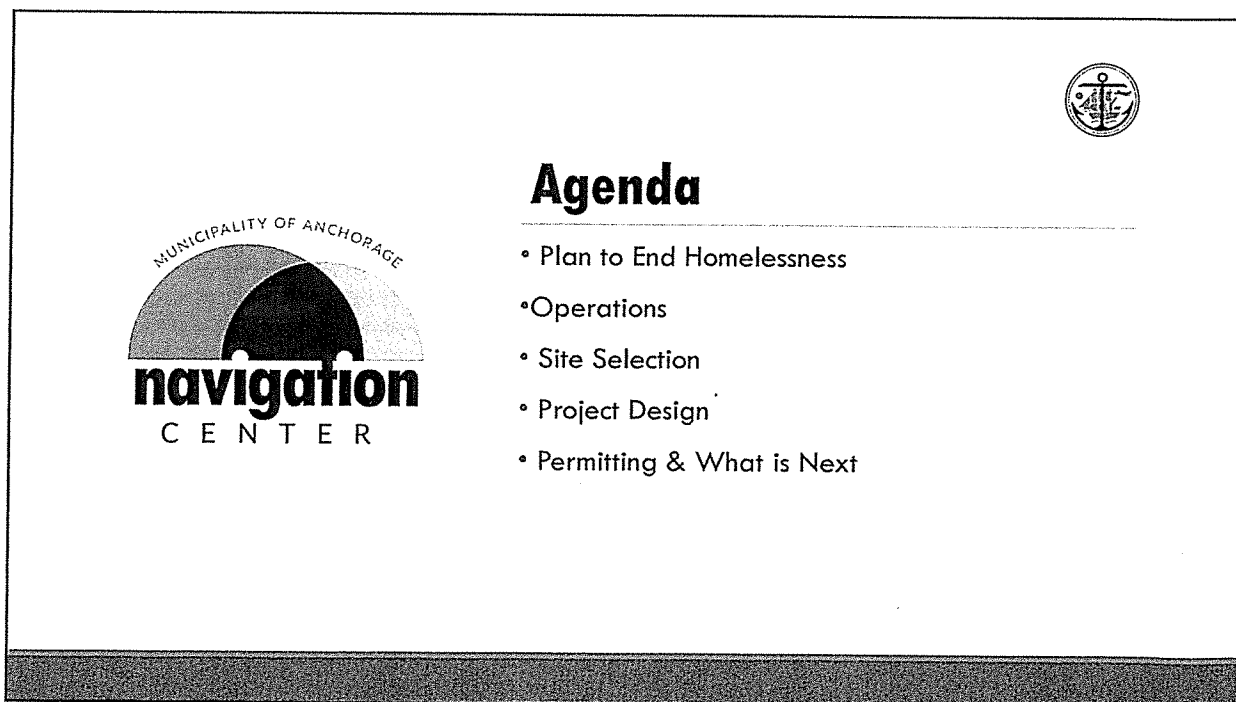 MUNICIPALITY OF ANCHORAGE
navigation
CENTER
Agenda
• Plan to End Homelessness
•Operations
• Site Selection
• Project Design
• Permitting & What is Next